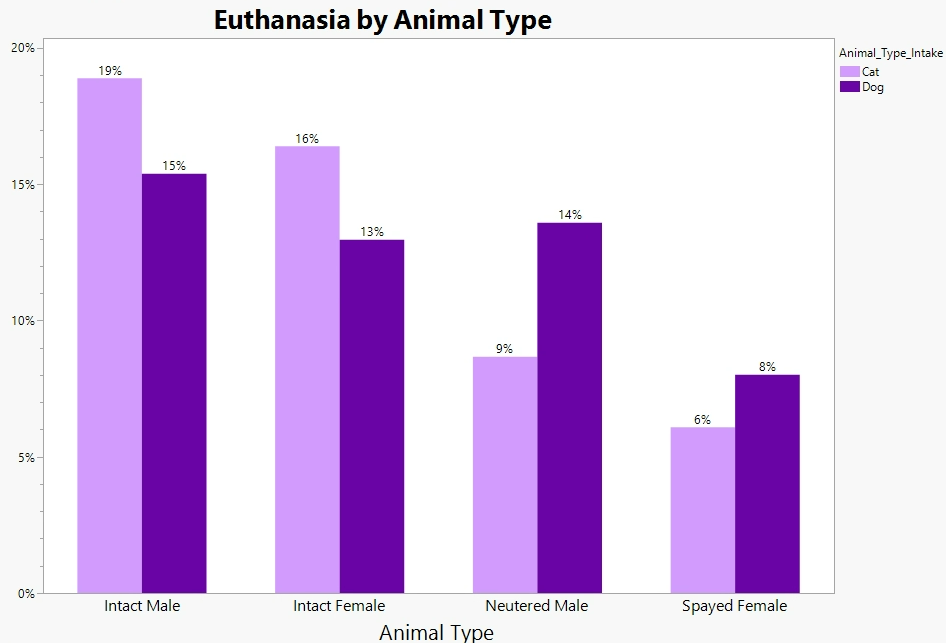 Euthanasia by Animal Type
20%
15%
10%
5%
0%
19%
15%
16%
13%
9%
14%
6%
8%
Intact Male
Intact Female
Neutered Male
Spayed Female
Animal Type
Animal_Type_Intake
Cat
Dog